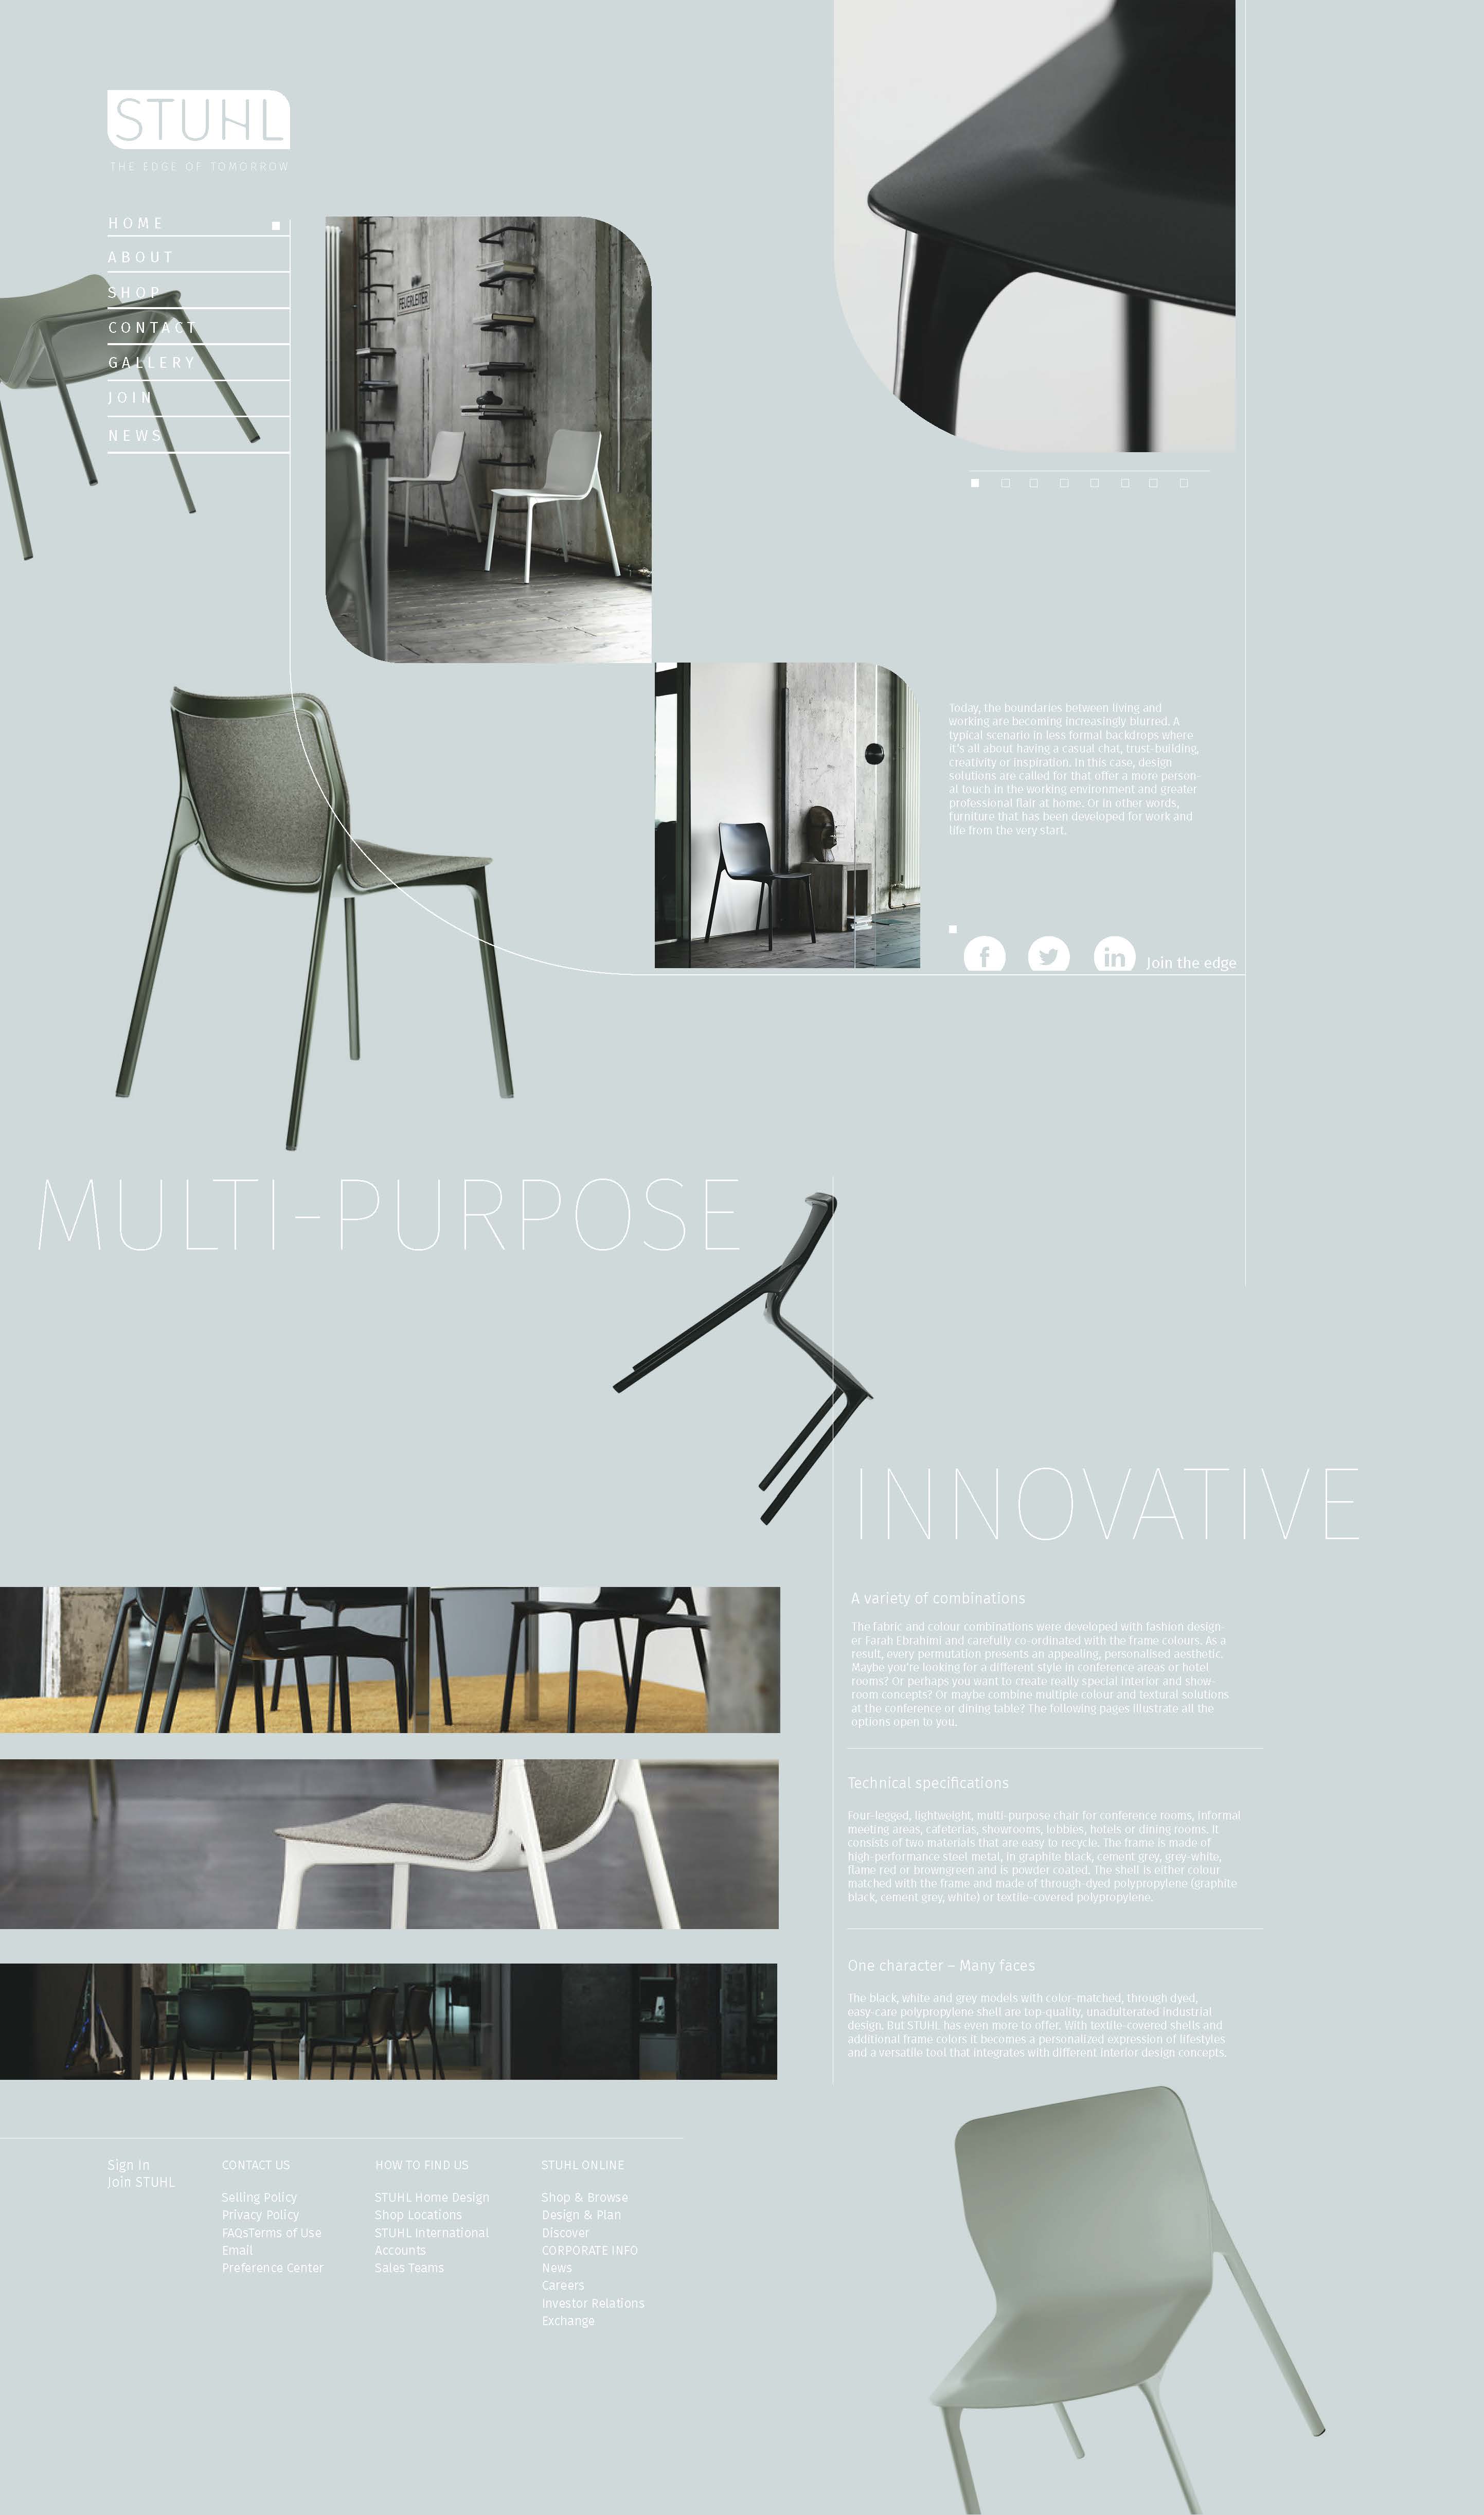 STUHL
THE EDGE OF TOMORROW
HOME
ABOUT
SHOP
CONTACT
GALLERY
JOIN
NEWS
FEUERLEITER
Today, the boundaries between living and
working are becoming increasingly blurred. A
typical scenario in less formal backdrops where
it's all about having a casual chat, trust-building,
creativity or inspiration. In this case, design
solutions are called for that offer a more person-
al touch in the working environment and greater
professional flair at home. Or in other words,
furniture that has been developed for work and
life from the very start.
Join the edge
MULTI-PURPOSE
INNOVATIVE
A variety of combinations
The fabric and colour combinations were developed with fashion design-
er Farah Ebrahimi and carefully co-ordinated with the frame colours. As a
result, every permutation presents an appealing, personalised aesthetic.
Maybe you're looking for a different style in conference areas or hotel
rooms? Or perhaps you want to create really special interior and show-
room concepts? Or maybe combine multiple colour and textural solutions
at the conference or dining table? The following pages illustrate all the
options open to you.
Technical specifications
Four-legged, lightweight, multi-purpose chair for conference rooms, informal
meeting areas, cafeterias, showrooms, lobbies, hotels or dining rooms. It
consists of two materials that are easy to recycle. The frame is made of
high-performance steel metal, in graphite black, cement grey, grey-white,
flame red or browngreen and is powder coated. The shell is either colour
matched with the frame and made of through-dyed polypropylene (graphite
black, cement grey, white) or textile-covered polypropylene.
One character – Many faces
The black, white and grey models with color-matched, through dyed,
easy-care polypropylene shell are top-quality, unadulterated industrial
design. But STUHL has even more to offer. With textile-covered shells and
additional frame colors it becomes a personalized expression of lifestyles
and a versatile tool that integrates with different interior design concepts.
Sign In
Join STUHL
CONTACT US
Selling Policy
Privacy Policy
FAQsTerms of Use
Email
Preference Center
HOW TO FIND US
STUHL Home Design
Shop Locations
STUHL International
Accounts
Sales Teams
STUHL ONLINE
Shop & Browse
Design & Plan
Discover
CORPORATE INFO
News
Careers
Investor Relations
Exchange